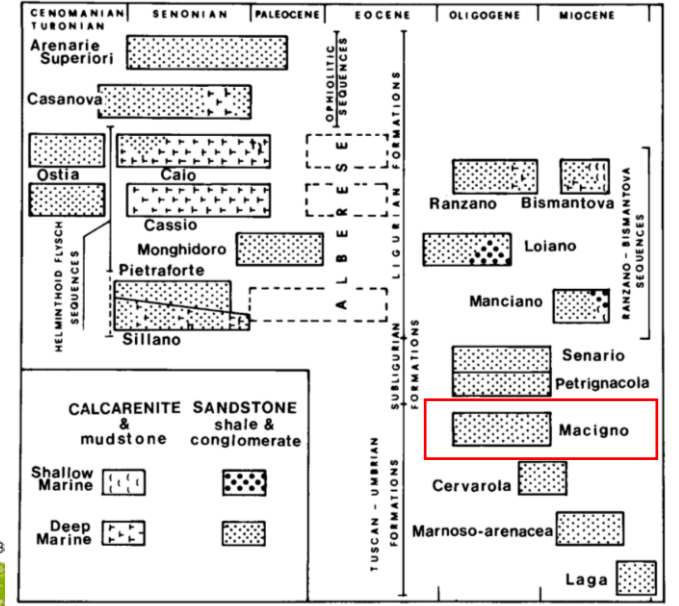 CENOMANIAN SENONIAN PALEOCENE EOCENE OLIGOCENE MIOCENE
TURONIAN
Arenarie
Superiori
Casanova
OPHIOLITIC
SEQUENCES
Ostia
Caio
Cassio
Monghidoro
Pietraforte
Sillano
HELMINTHOID FLYSCH
SEQUENCES
ALBERESE
LIGURIAN FORMATIONS
Ranzano Bismantova
Loiano
Manciano
RANZANO - BISMANTOVA
SEQUENCES
SUBLIGURIAN
FORMATIONS
Senario
Petrignacola
Macigno
TUSCAN - UMBRIAN
FORMATIONS
Cervarola
Marnoso-arenacea
Laga
CALCARENITE SANDSTONE
& shale &
mudstone conglomerate
Shallow
Marine
Deep
Marine